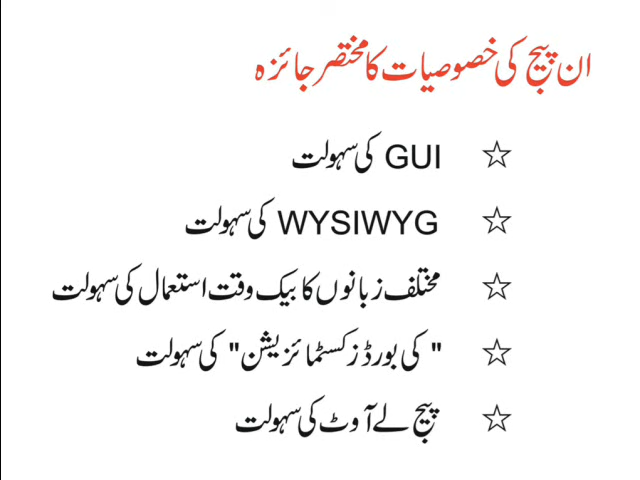 ان پیج کی خصوصیات کا مختصر جائزہ
☆ GUI کی سہولت
☆ WYSIWYG کی سہولت
☆ مختلف زبانوں کا بیک وقت استعمال کی سہولت
☆ "کی بورڈز کسٹمائزیشن" کی سہولت
☆ پیج لے آوٹ کی سہولت